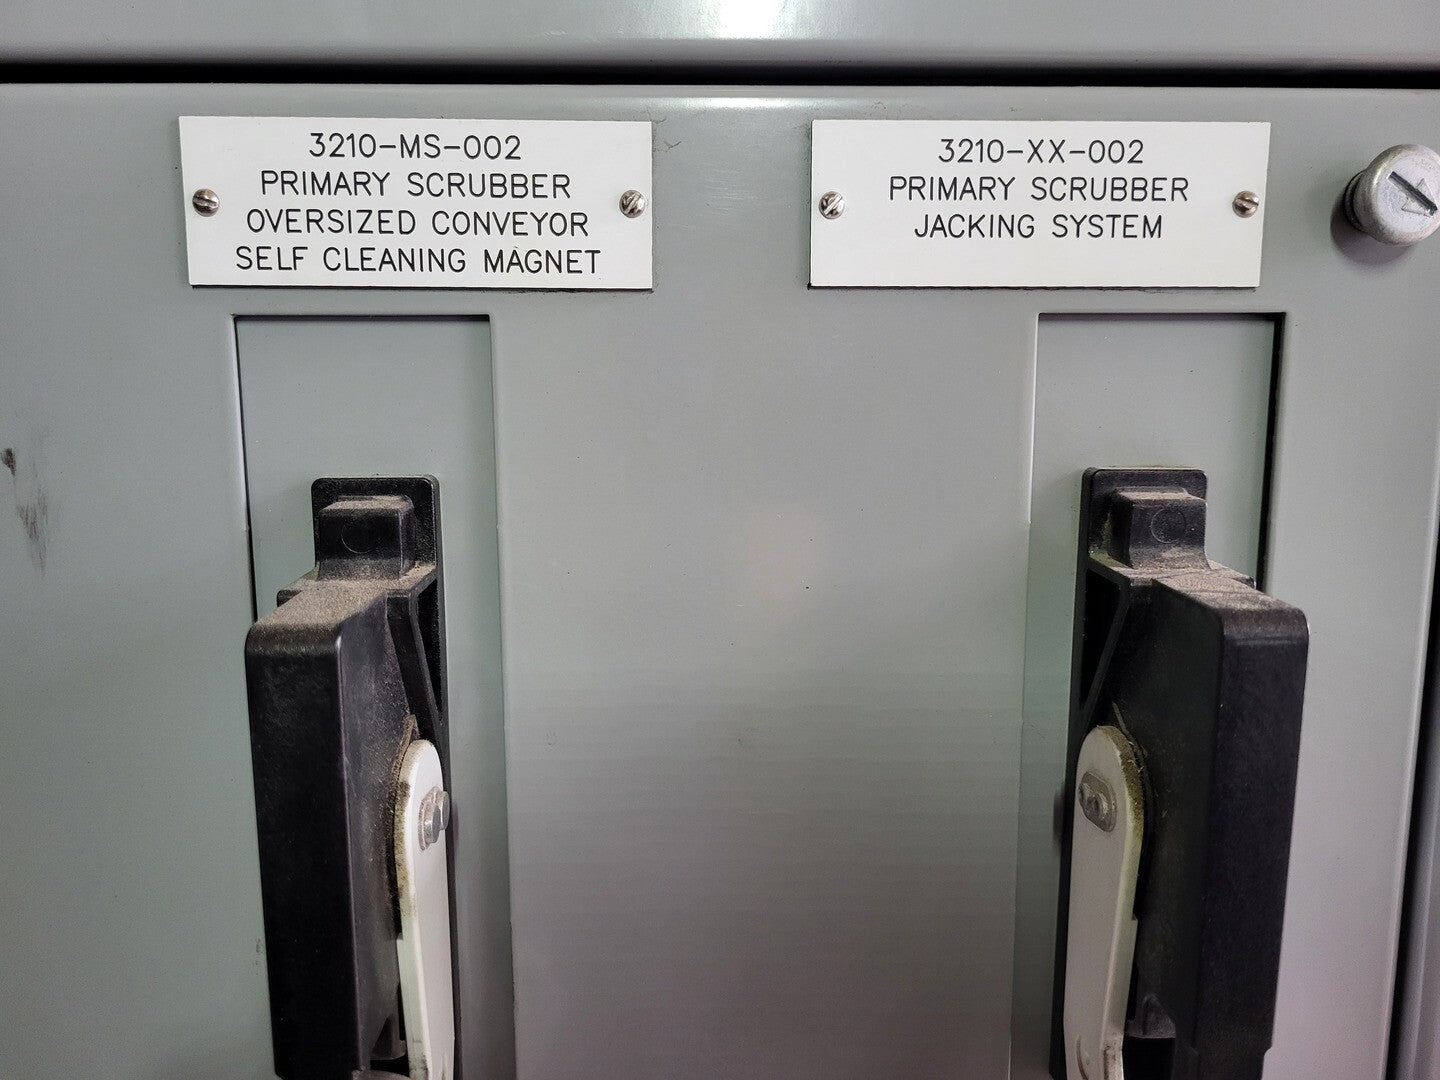 3210-MS-002
PRIMARY SCRUBBER
OVERSIZED CONVEYOR
SELF CLEANING MAGNET
3210-XX-002
PRIMARY SCRUBBER
JACKING SYSTEM